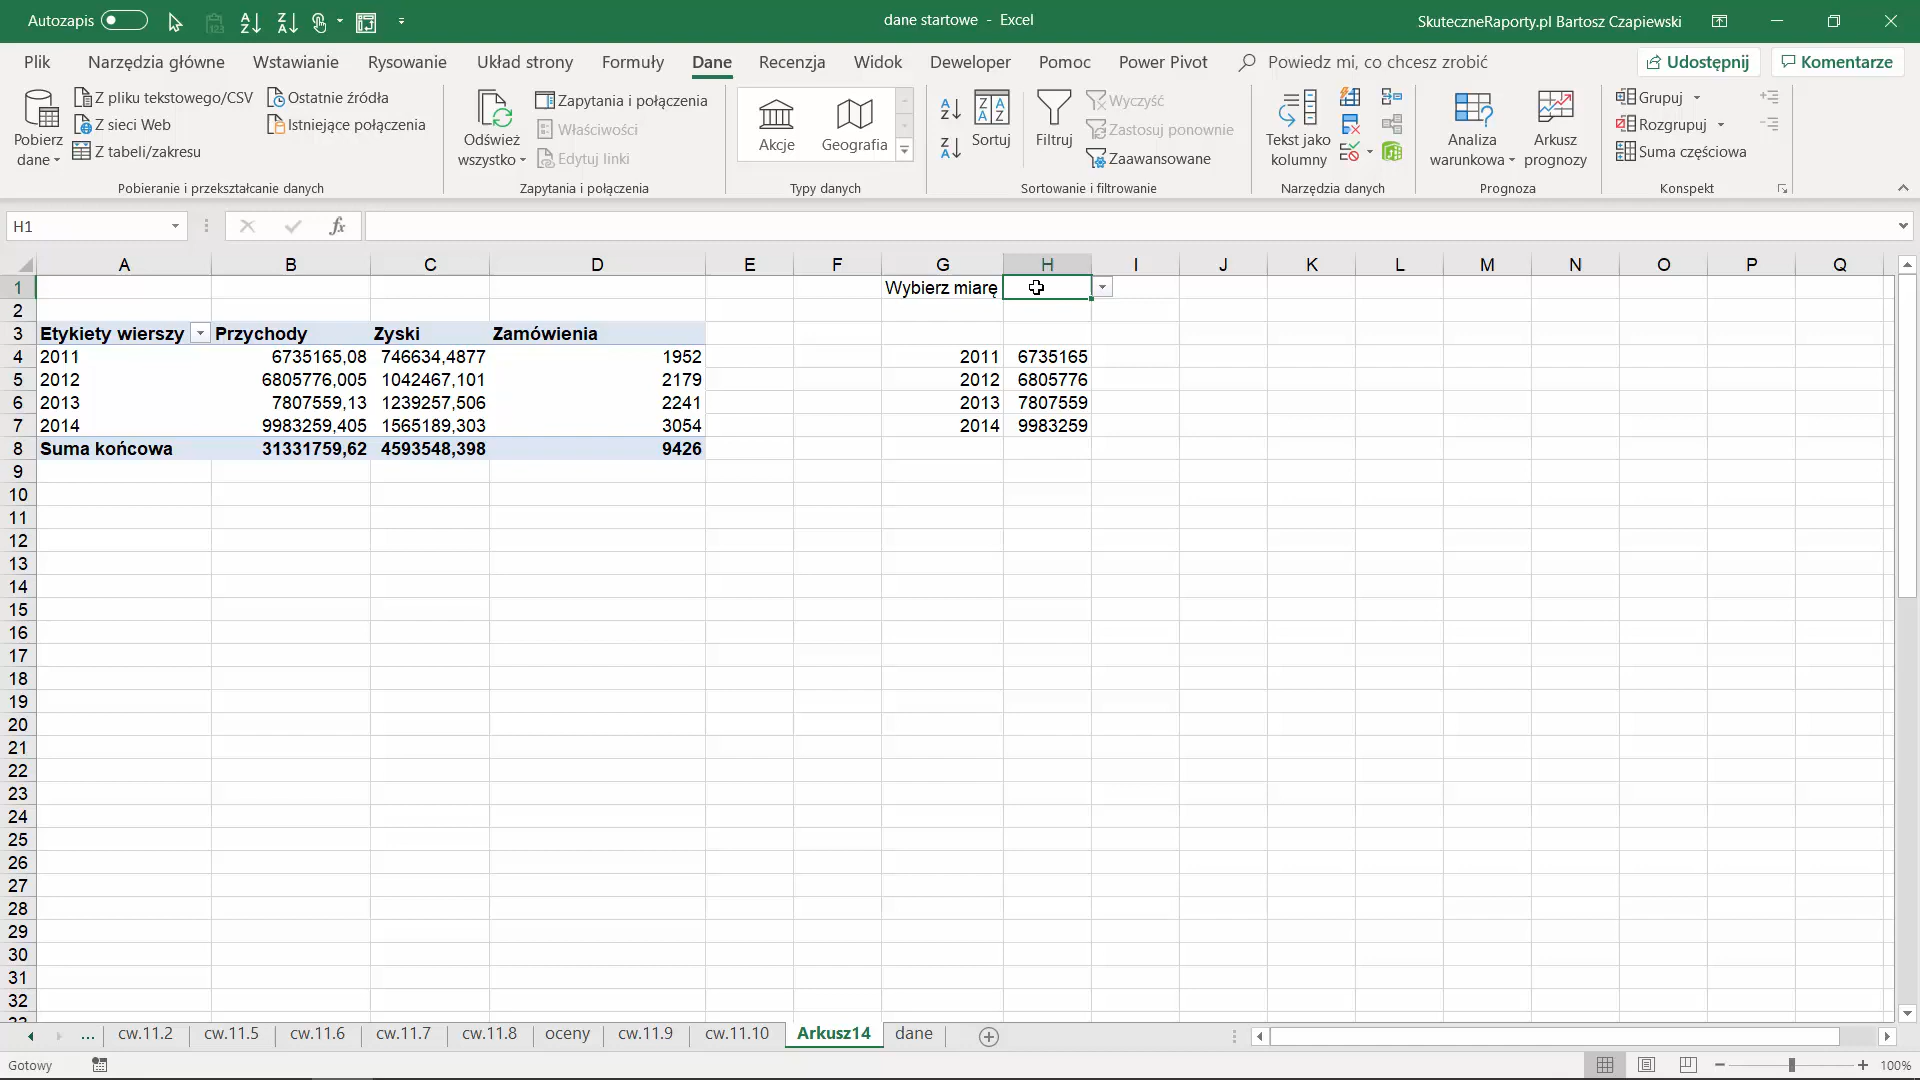 Autozapis
dane startowe - Excel
SkuteczneRaporty.pl Bartosz Czapiewski
Plik Narzędzia główne Wstawianie Rysowanie Układ strony Formuły Dane Recenzja Widok Deweloper Pomoc Power Pivot Powiedz mi, co chcesz zrobić Udostępnij Komentarze
Pobierz dane
Z pliku tekstowego/CSV
Z sieci Web
Z tabeli/zakresu
Ostatnie źródła
Istniejące połączenia
Pobieranie i przekształcanie danych
Odśwież wszystko
Zapytania i połączenia
Właściwości
Edytuj linki
Zapytania i połączenia
Akcje Geografia
Typy danych
Sortuj
Filtruj
Wyczyść
Zastosuj ponownie
Zaawansowane
Sortowanie i filtrowanie
Tekst jako kolumny
Narzędzia danych
Analiza warunkowa
Arkusz prognozy
Prognoza
Grupuj
Rozgrupuj
Suma częściowa
Konspekt
H1 fx
A B C D E F G H I J K L M N O P Q
1 Wybierz miarę
2
3 Etykiety wierszy Przychody Zyski Zamówienia
4 2011 6735165,08 746634,4877 1952 2011 6735165
5 2012 6805776,005 1042467,101 2179 2012 6805776
6 2013 7807559,13 1239257,506 2241 2013 7807559
7 2014 9983259,405 1565189,303 3054 2014 9983259
8 Suma końcowa 31331759,62 4593548,398 9426
9
10
11
12
13
14
15
16
17
18
19
20
21
22
23
24
25
26
27
28
29
30
31
32
... cw.11.2 cw.11.5 cw.11.6 cw.11.7 cw.11.8 oceny cw.11.9 cw.11.10 Arkusz14 dane
Gotowy
100%